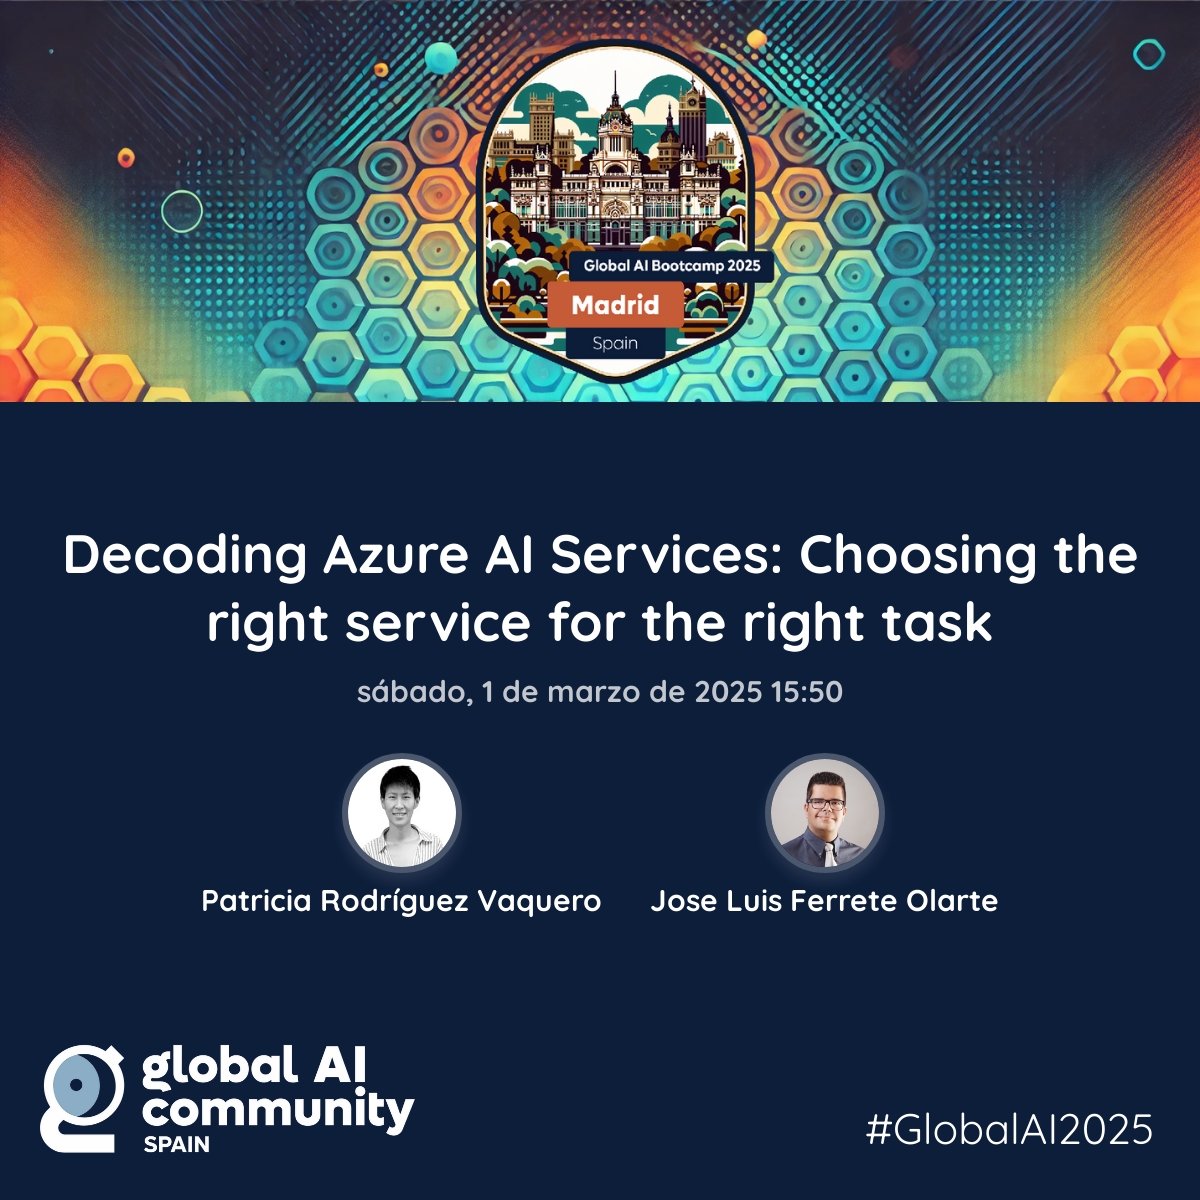 Global AI Bootcamp 2025
Madrid
Spain
Decoding Azure AI Services: Choosing the
right service for the right task
sábado, 1 de marzo de 2025 15:50
Patricia Rodríguez Vaquero
Jose Luis Ferrete Olarte
global AI
community
SPAIN
#GlobalAI2025